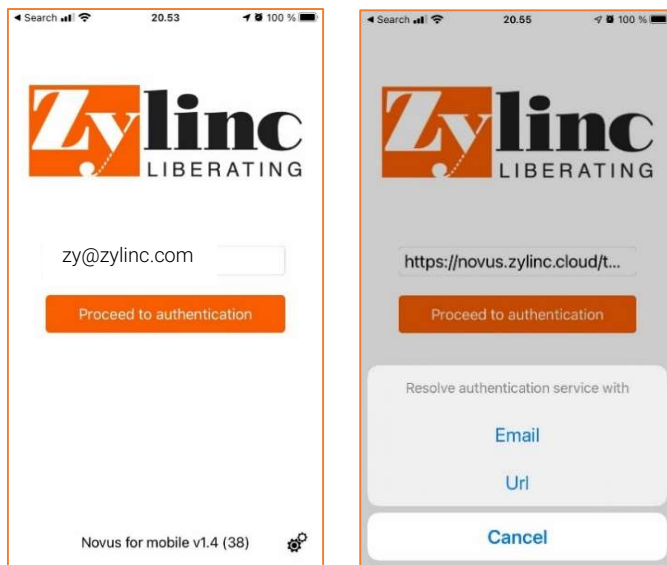 Search 20.53 100 %
Zylinc
LIBERATING
zy@zylinc.com
Proceed to authentication
Novus for mobile v1.4 (38)
Search 20.55 100 %
Zylinc
LIBERATING
https://novus.zylinc.cloud/t...
Proceed to authentication
Resolve authentication service with
Email
Url
Cancel